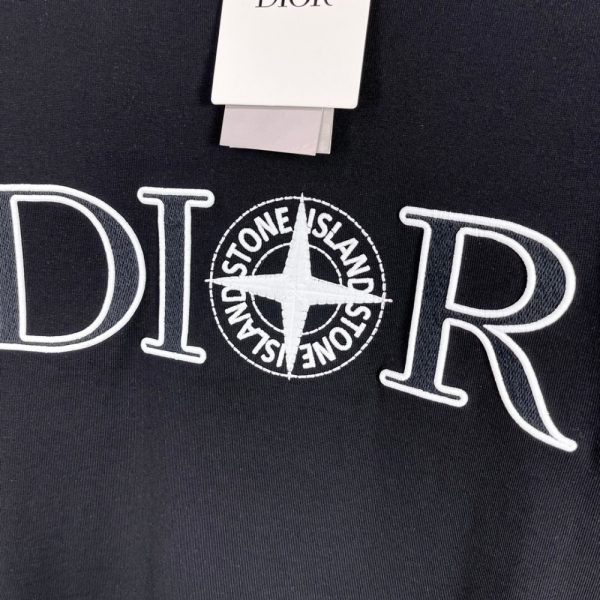 DIOR
DI R
STONE ISLAND STONE ISLAND